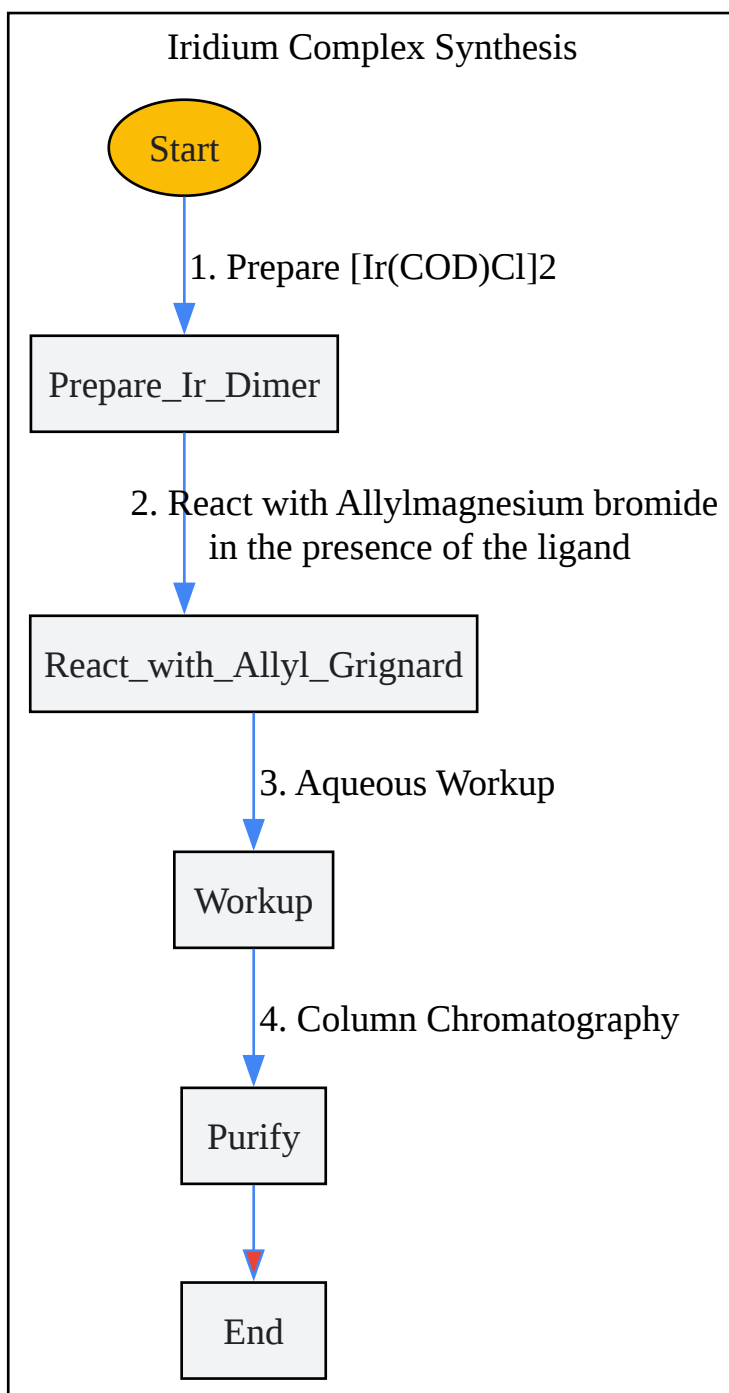 Iridium Complex Synthesis
Start
1. Prepare [Ir(COD)Cl]2
Prepare_Ir_Dimer
2. React with Allylmagnesium bromide
in the presence of the ligand
React_with_Allyl_Grignard
3. Aqueous Workup
Workup
4. Column Chromatography
Purify
End